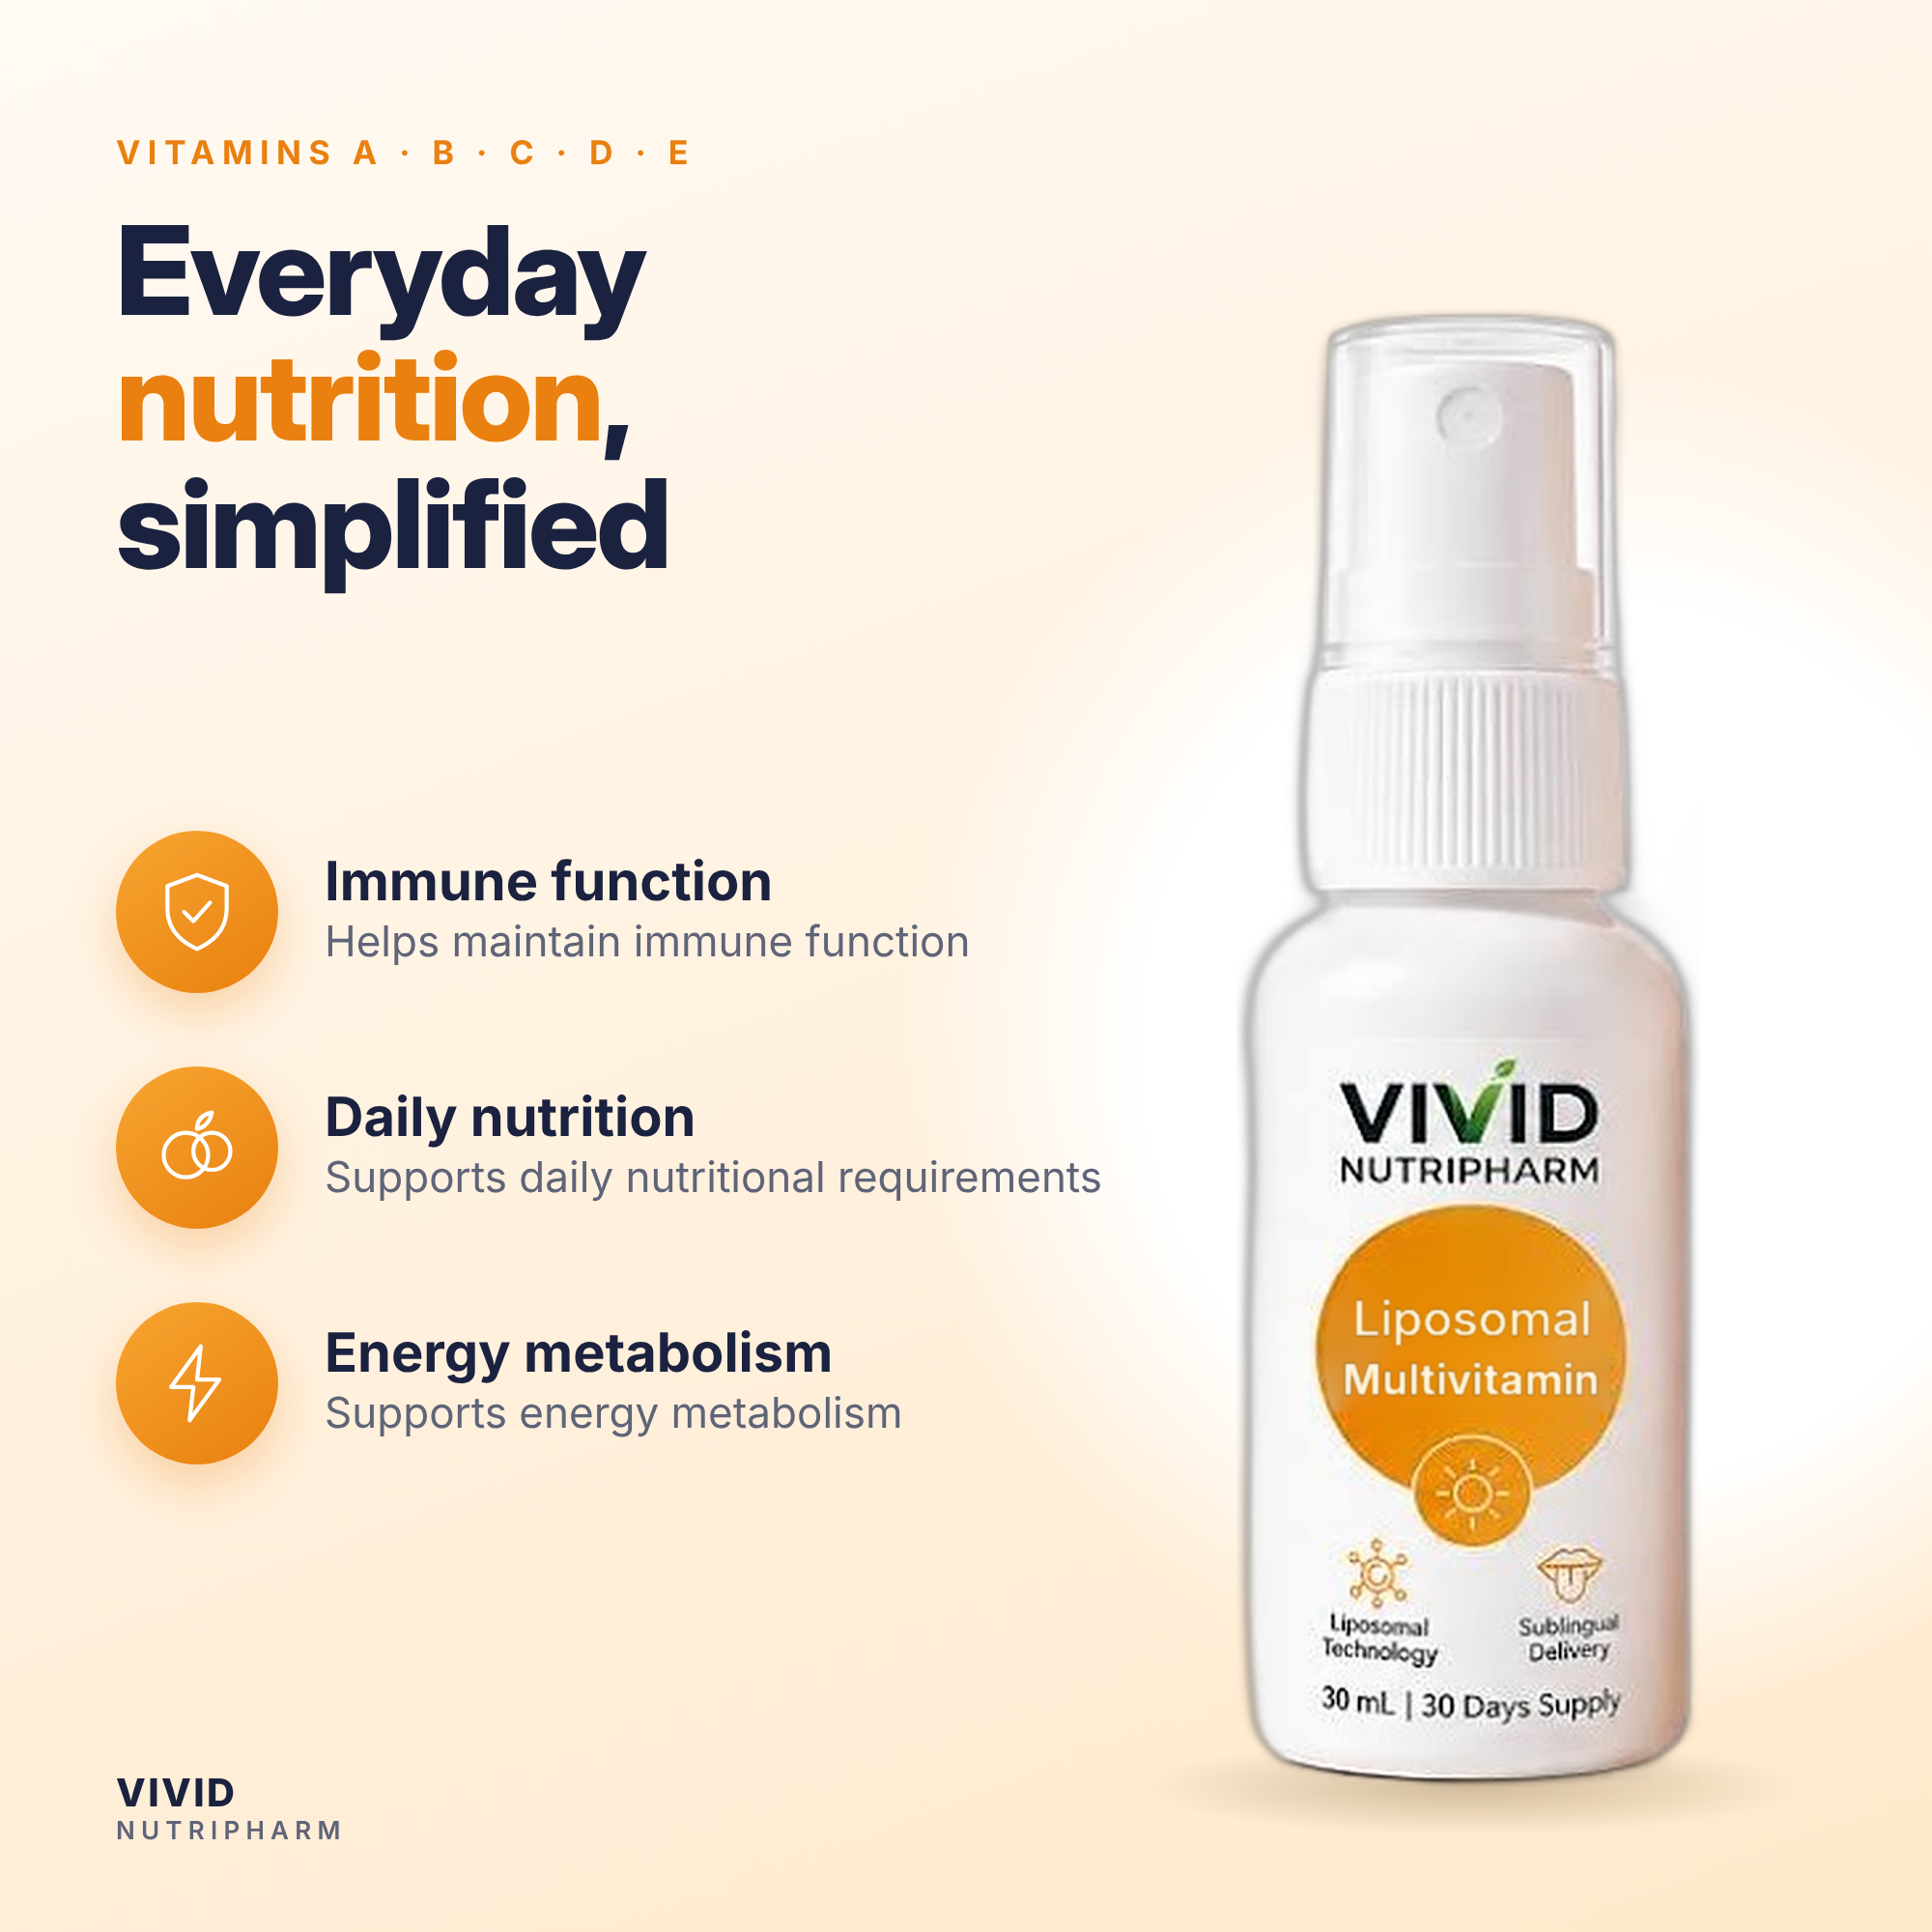 VITAMINS A · B · C · D · E
Everyday
nutrition,
simplified
Immune function
Helps maintain immune function
Daily nutrition
Supports daily nutritional requirements
Energy metabolism
Supports energy metabolism
VIVID
NUTRIPHARM
VIVID
NUTRIPHARM
Liposomal
Multivitamin
Liposomal
Technology
Sublingual
Delivery
30 mL | 30 Days Supply